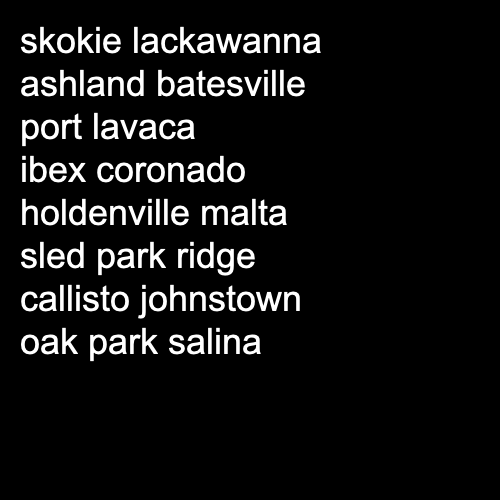 skokie lackawanna
ashland batesville
port lavaca
ibex coronado
holdenville malta
sled park ridge
callisto johnstown
oak park salina